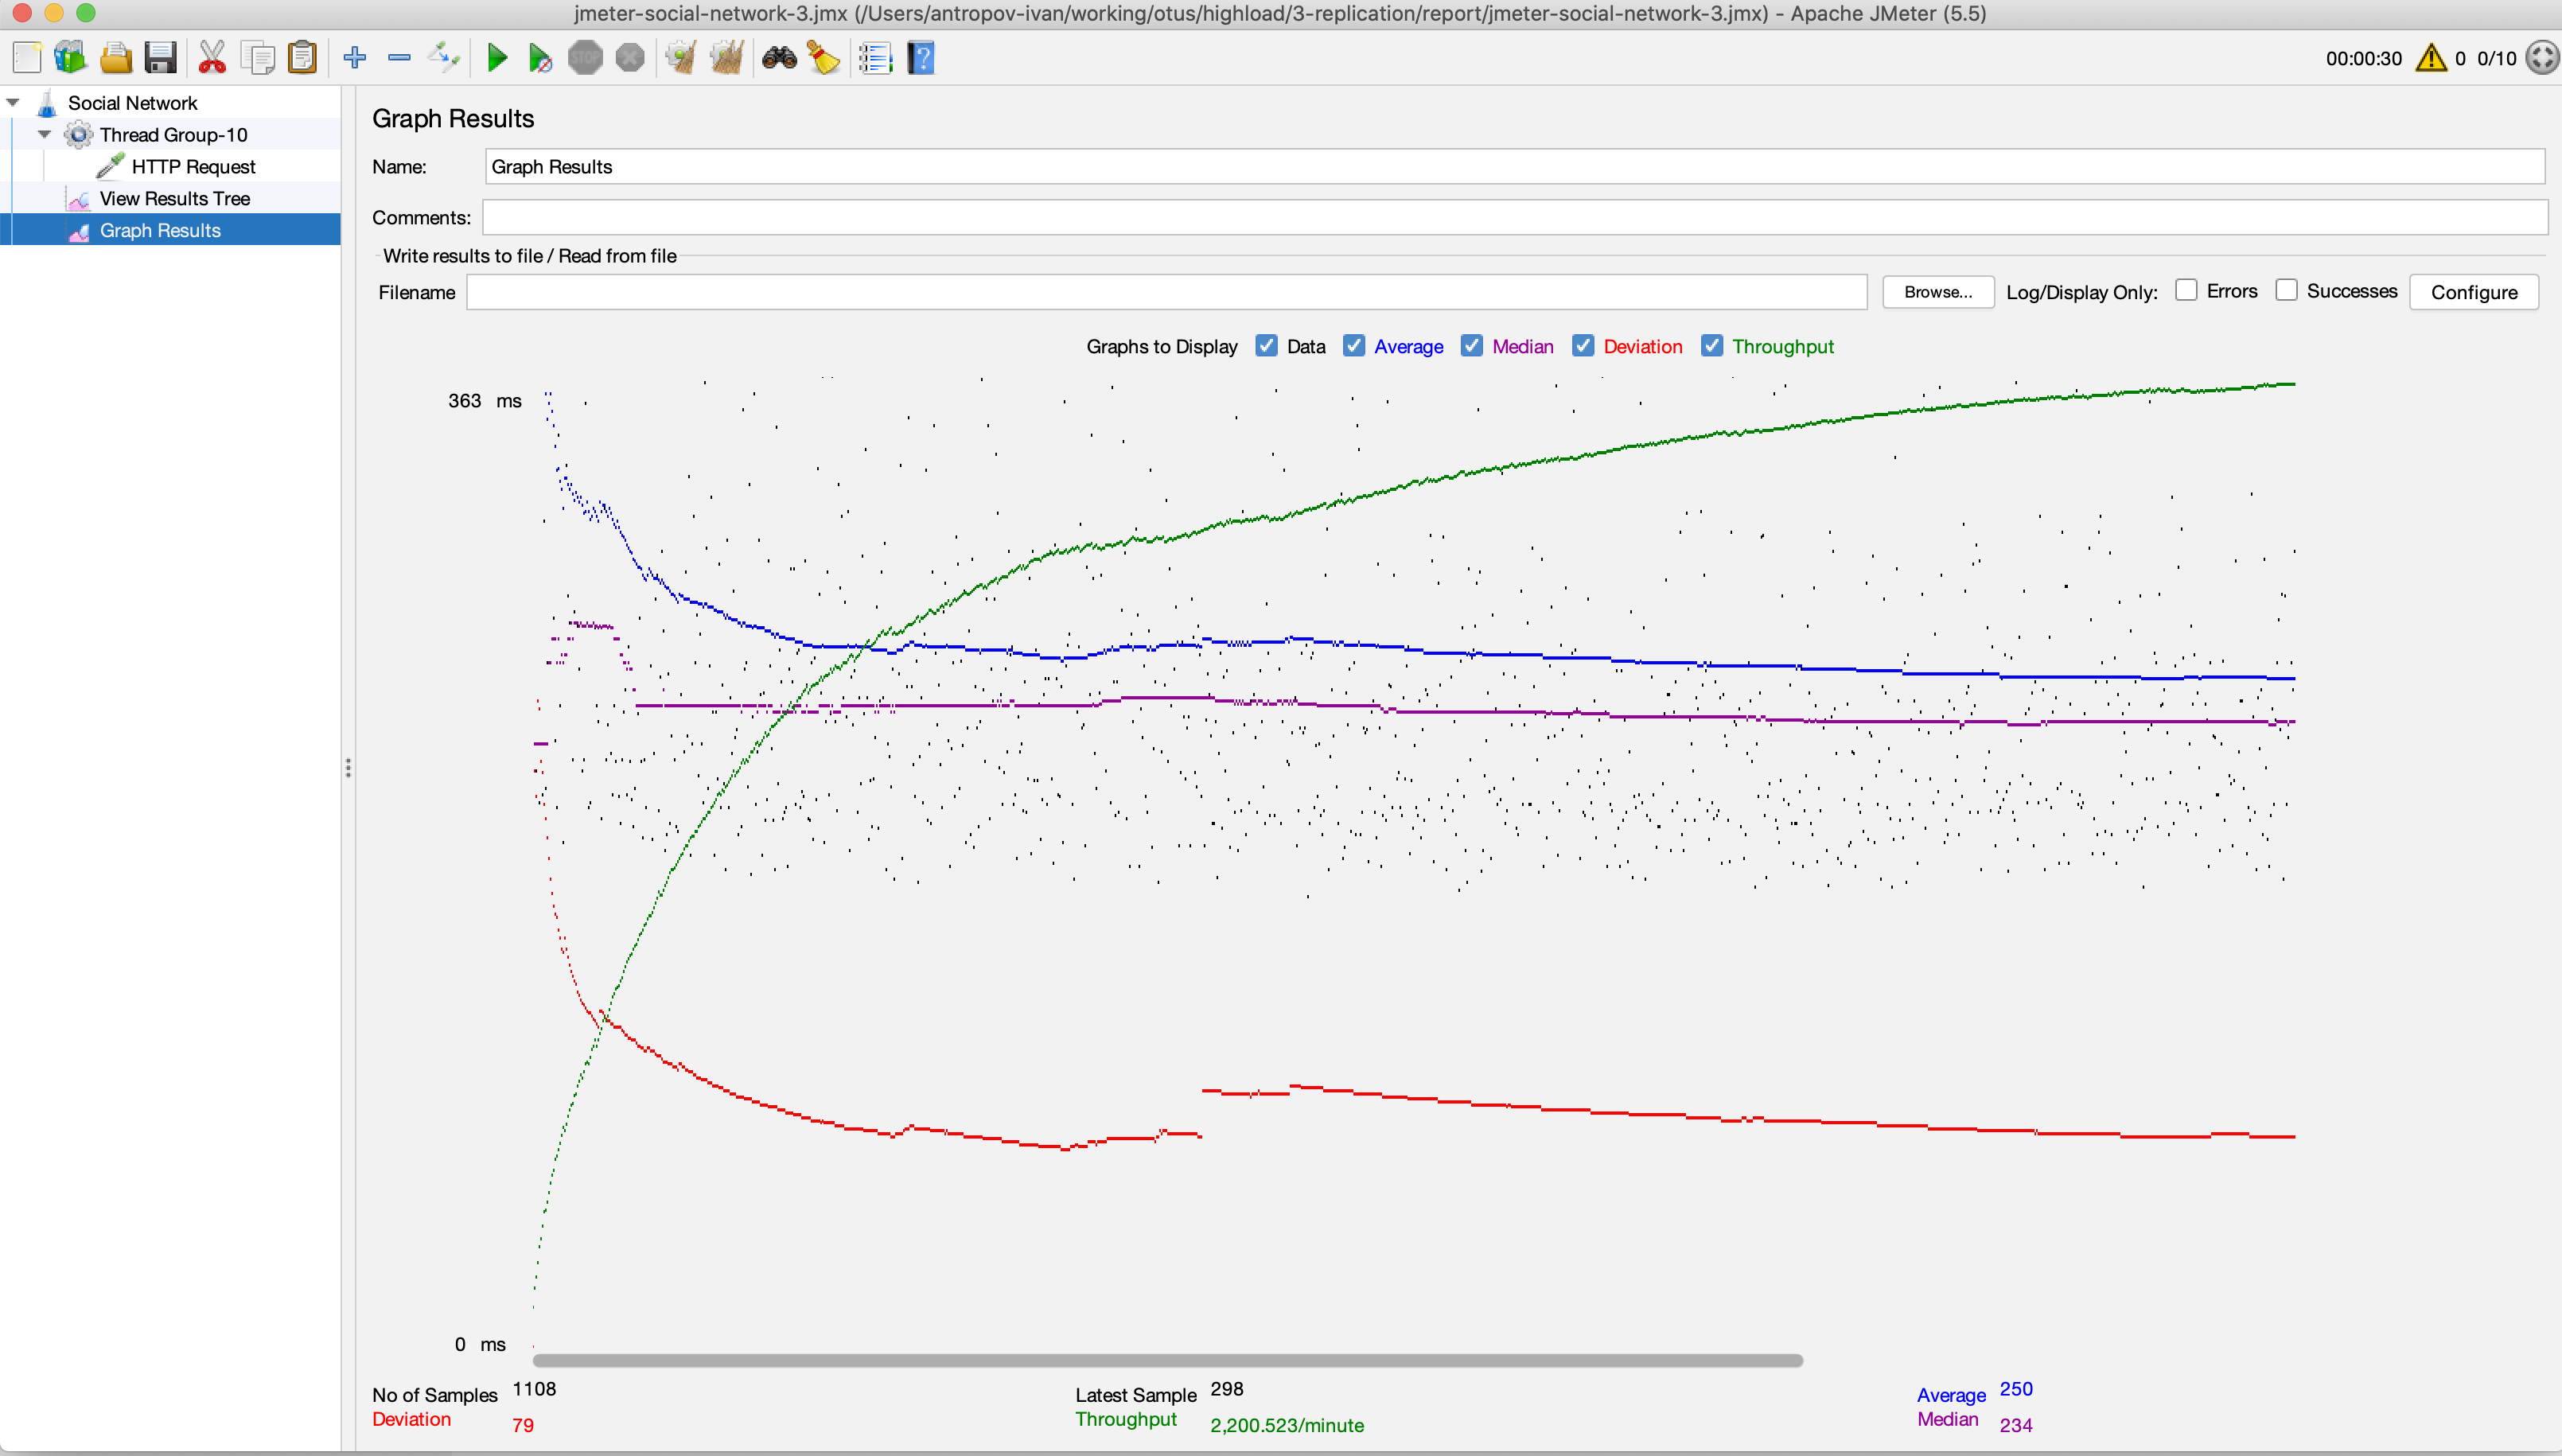 jmeter-social-network-3.jmx (/Users/antropov-ivan/working/otus/highload/3-replication/report/jmeter-social-network-3.jmx) - Apache JMeter (5.5)
STOP
00:00:30 0 0/10
Social Network
Thread Group-10
HTTP Request
View Results Tree
Graph Results
Graph Results
Name: Graph Results
Comments:
Write results to file / Read from file
Filename Browse... Log/Display Only: Errors Successes Configure
Graphs to Display Data Average Median Deviation Throughput
363 ms
0 ms
No of Samples 1108 Latest Sample 298 Average 250
Deviation 79 Throughput 2,200.523/minute Median 234